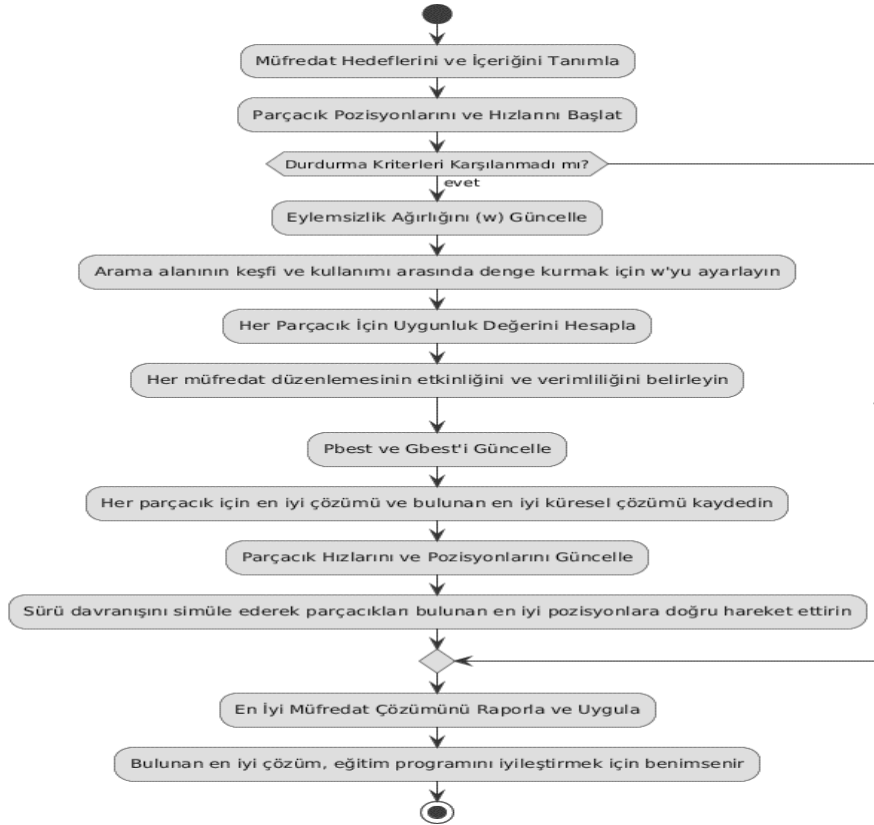 Müfredat Hedeflerini ve İçeriğini Tanımla
Parçacık Pozisyonlarını ve Hızlarını Başlat
Durdurma Kriterleri Karşılanmadı mı?
evet
Eylemsizlik Ağırlığını (w) Güncelle
Arama alanının keşfi ve kullanımı arasında denge kurmak için w'yu ayarlayın
Her Parçacık İçin Uygunluk Değerini Hesapla
Her müfredat düzenlemesinin etkinliğini ve verimliliğini belirleyin
Pbest ve Gbest'i Güncelle
Her parçacık için en iyi çözümü ve bulunan en iyi küresel çözümü kaydedin
Parçacık Hızlarını ve Pozisyonlarını Güncelle
Sürü davranışını simüle ederek parçacıkları bulunan en iyi pozisyonlara doğru hareket ettirin
En İyi Müfredat Çözümünü Raporla ve Uygula
Bulunan en iyi çözüm, eğitim programını iyileştirmek için benimsenir